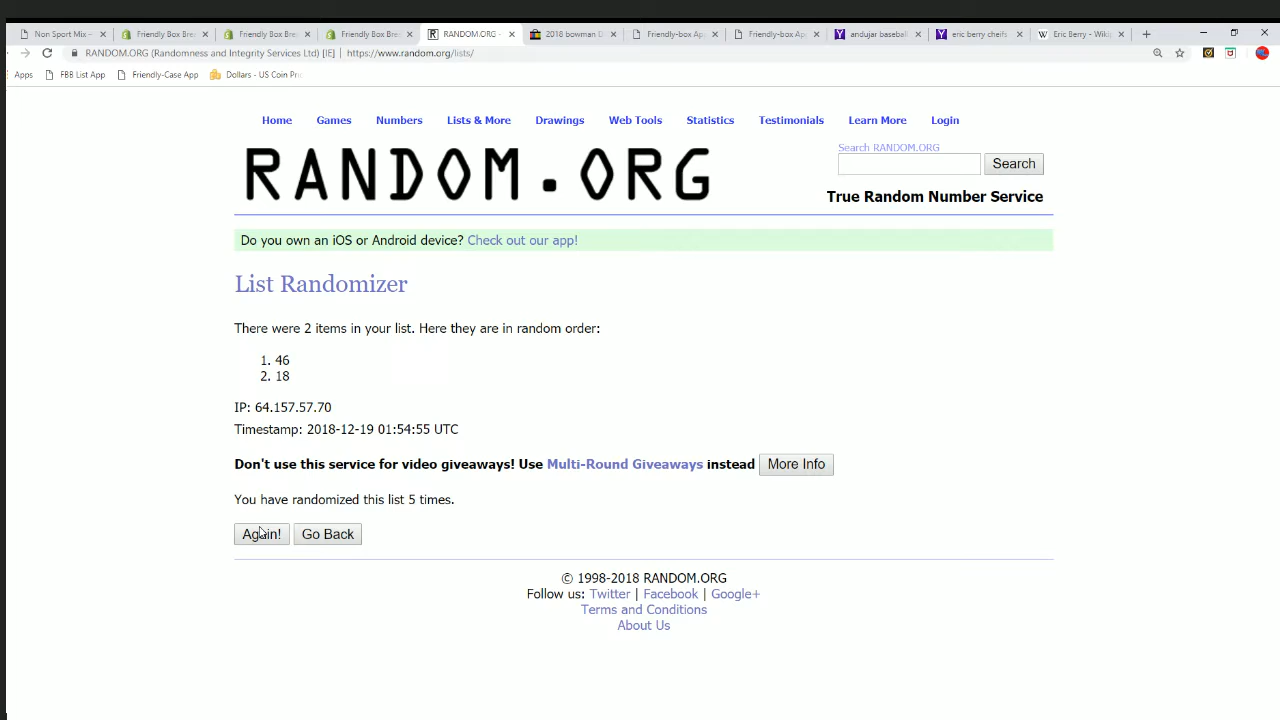 Non Sport Mix –
Friendly Box Bre
Friendly Box Bre
Friendly Box Bre
RANDOM.ORG -
2018 bowman D
Friendly-box Ap
Friendly-box Ap
andujar baseball
eric berry cheifs
Eric Berry - Wiki
RANDOM.ORG (Randomness and Integrity Services Ltd) [IE] | https://www.random.org/lists/
Apps FBB List App Friendly-Case App Dollars - US Coin Pri
Home Games Numbers Lists & More Drawings Web Tools Statistics Testimonials Learn More Login
RANDOM.ORG
Search RANDOM.ORG
Search
True Random Number Service
Do you own an iOS or Android device? Check out our app!
List Randomizer
There were 2 items in your list. Here they are in random order:
1. 46
2. 18
IP: 64.157.57.70
Timestamp: 2018-12-19 01:54:55 UTC
Don't use this service for video giveaways! Use Multi-Round Giveaways instead More Info
You have randomized this list 5 times.
Again! Go Back
© 1998-2018 RANDOM.ORG
Follow us: Twitter | Facebook | Google+
Terms and Conditions
About Us